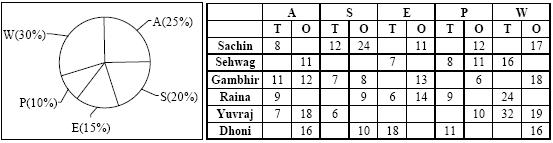 A(25%)
W(30%)
S(20%)
P(10%)
E(15%)
A S E P W
T O T O T O T O T O
Sachin 8 12 24 11 12 17
Sehwag 11 7 8 11 16
Gambhir 11 12 7 8 13 6 18
Raina 9 9 6 14 9 24
Yuvraj 7 18 6 10 32 19
Dhoni 16 10 18 11 16